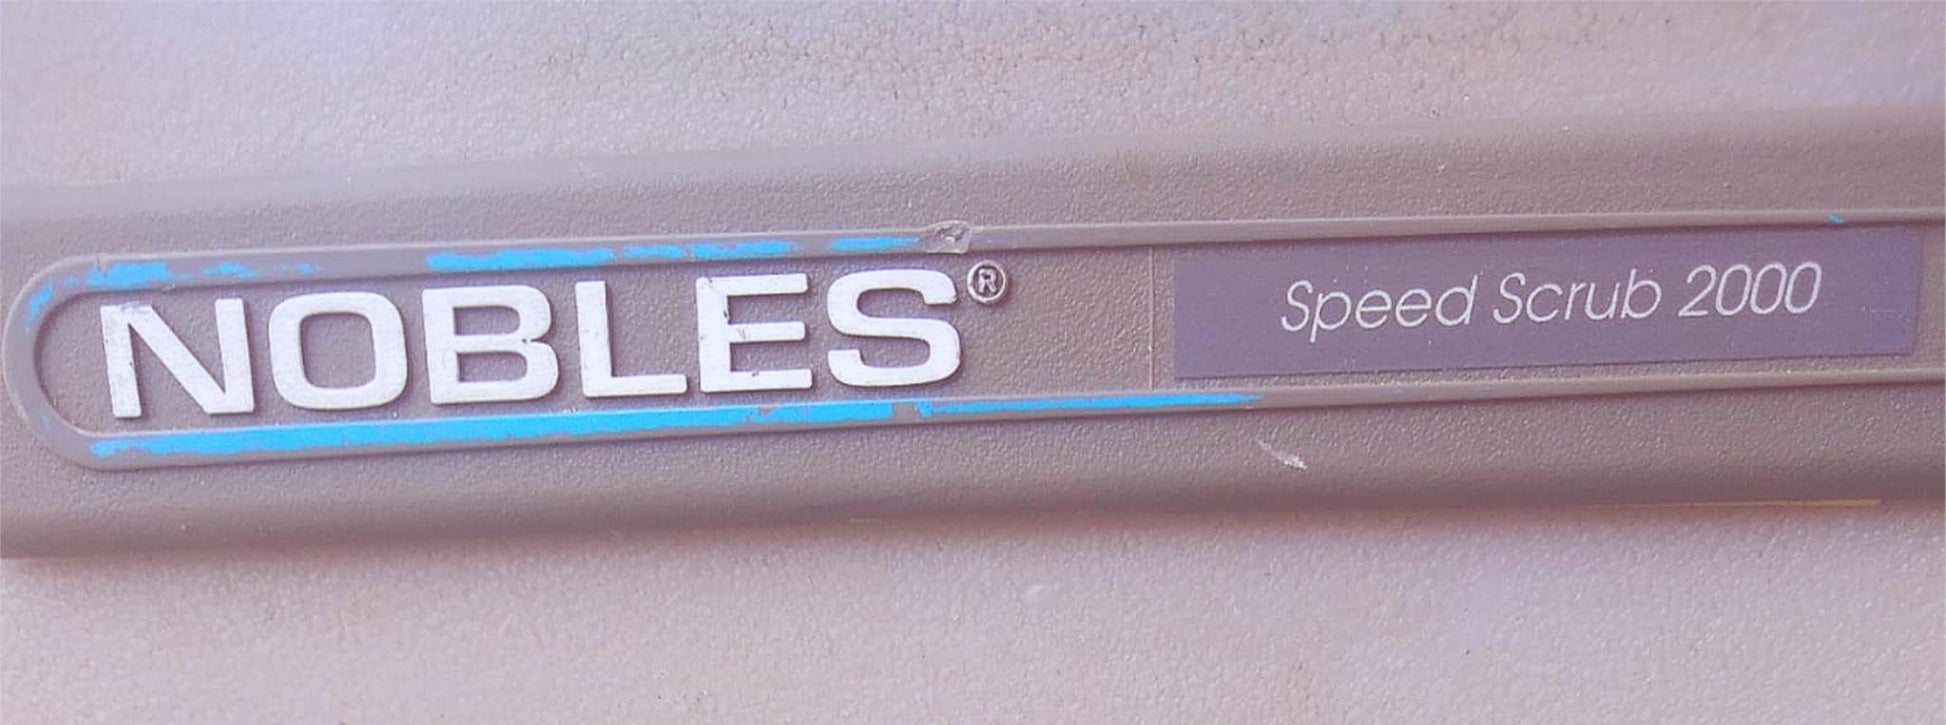 NOBLES® Speed Scrub 2000